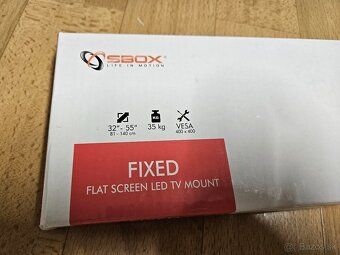 SBOX
LIFE IN MOTION
32" - 55" 35 kg VESA
81 - 140 cm 400 x 400
FIXED
FLAT SCREEN LED TV MOUNT